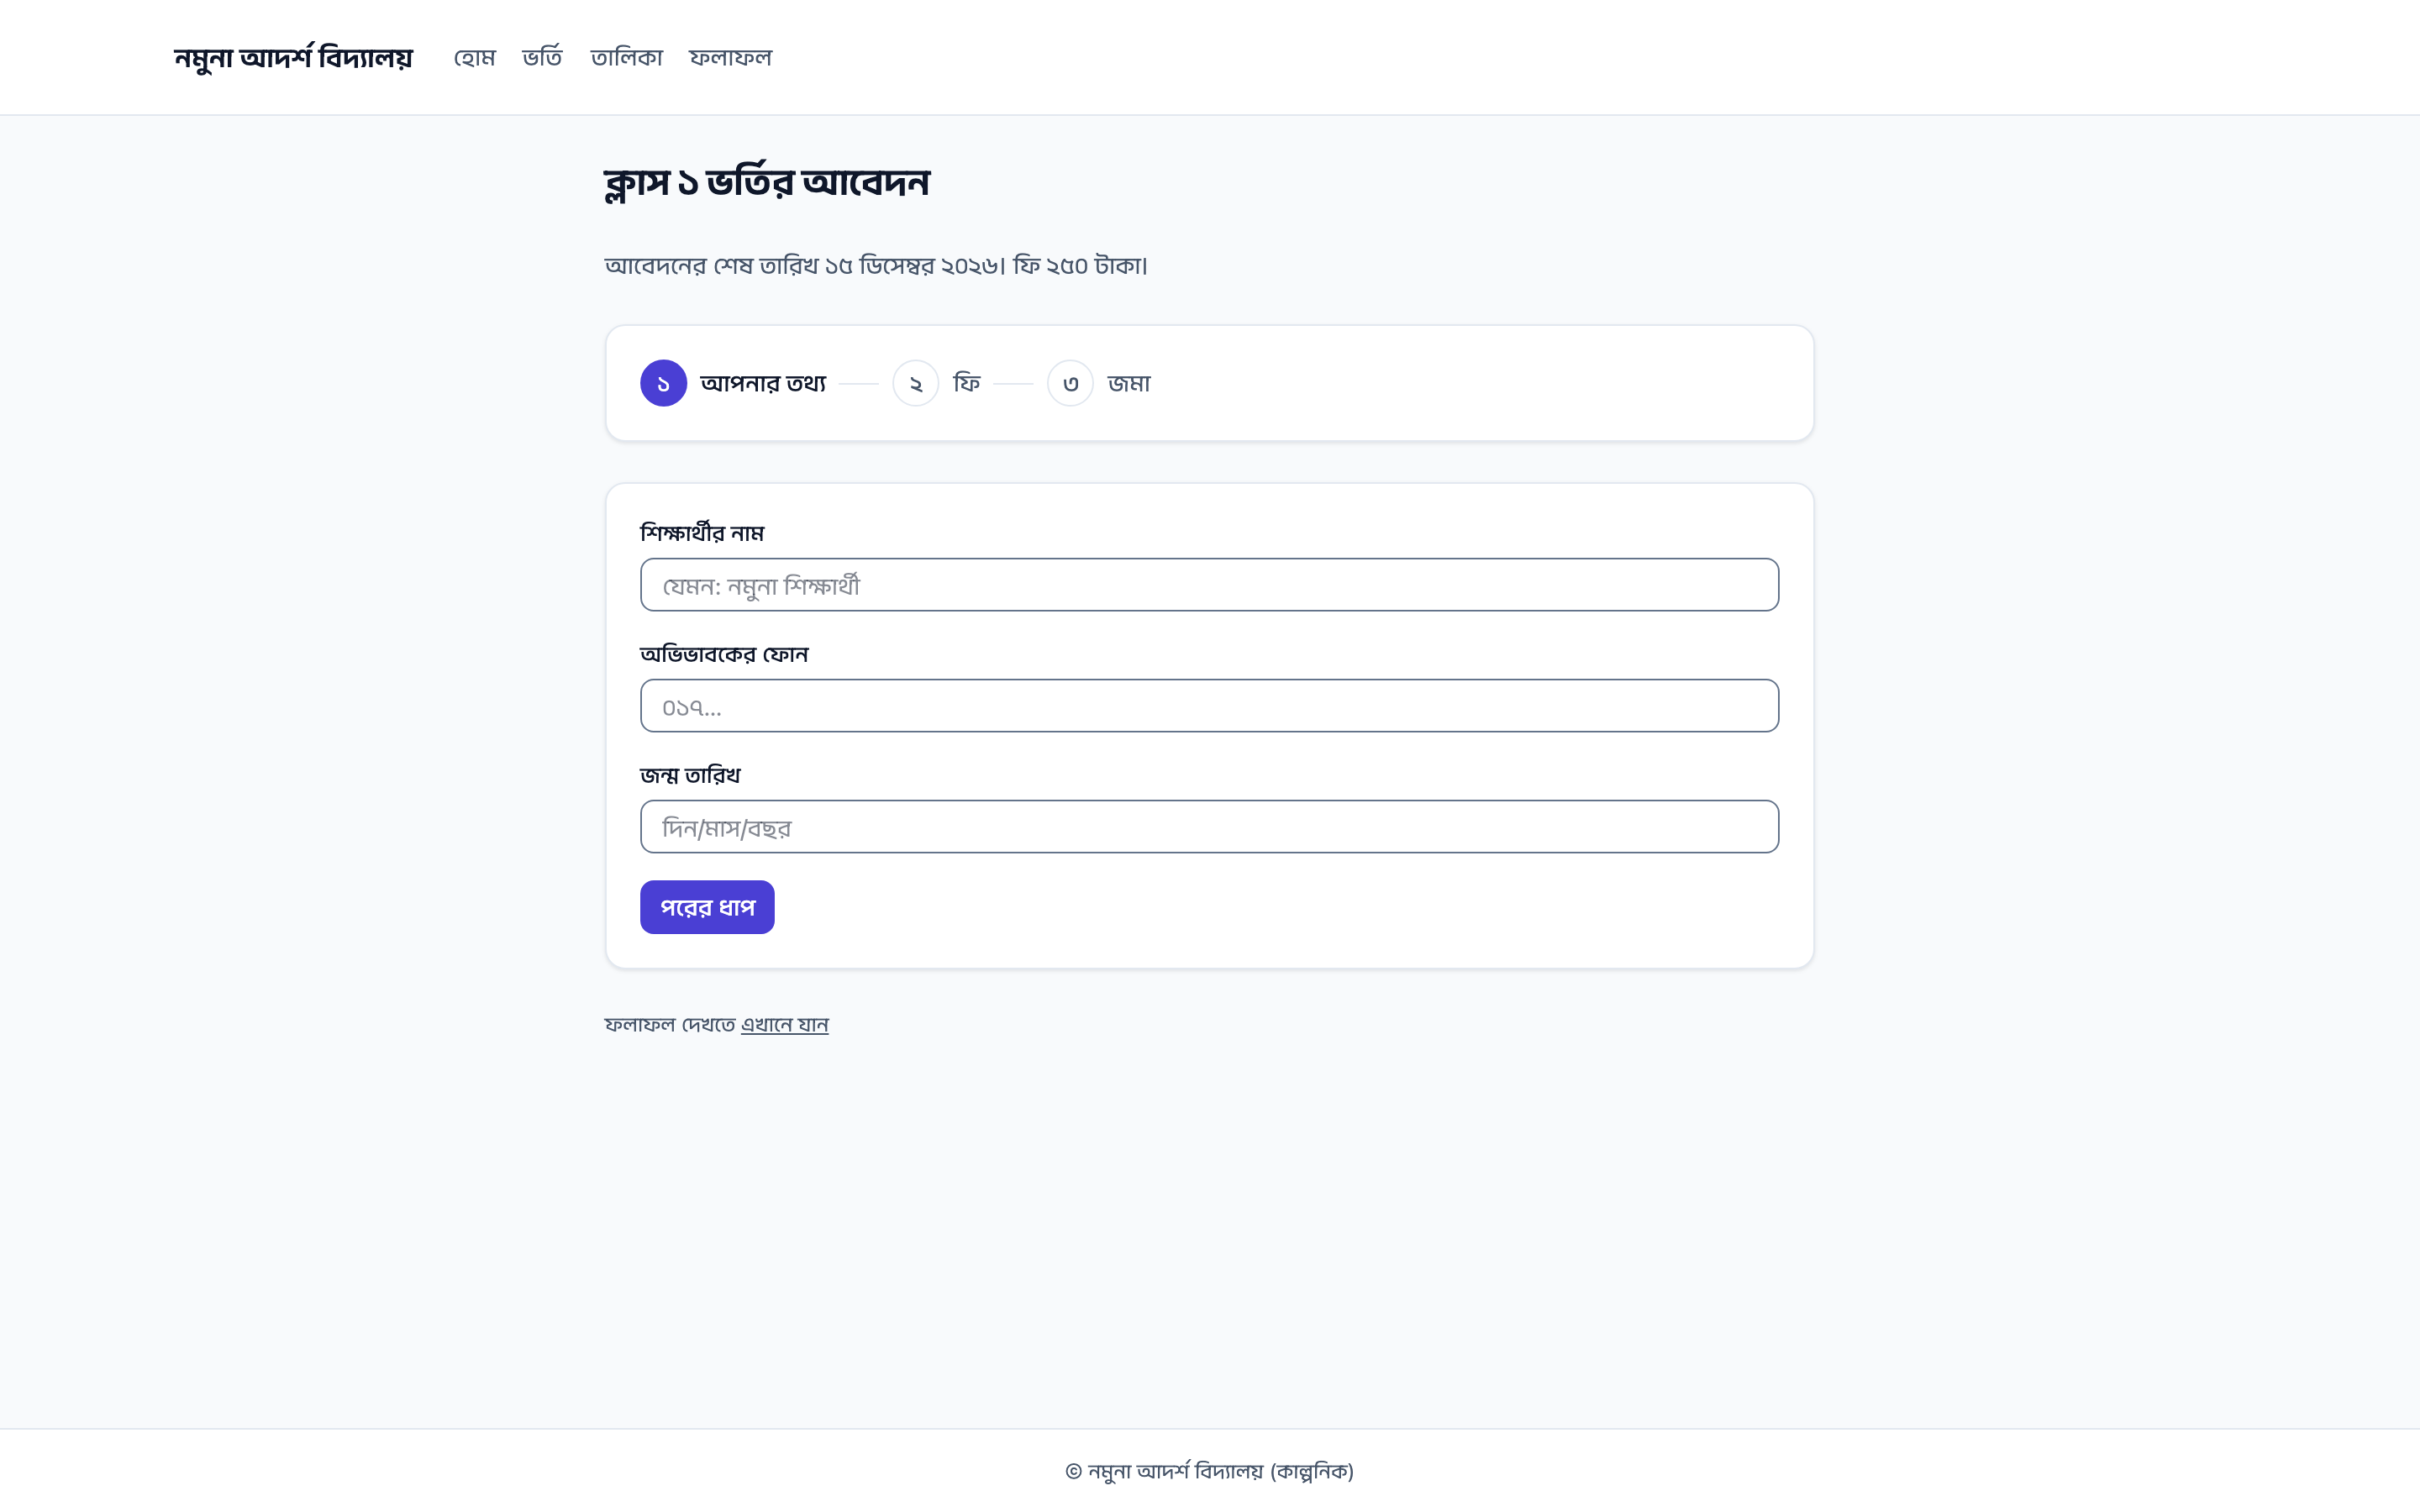 নমুনা আদর্শ বিদ্যালয় হোম ভর্তি তালিকা ফলাফল
ক্লাস ১ ভর্তির আবেদন
আবেদনের শেষ তারিখ ১৫ ডিসেম্বর ২০২৬। ফি ২৫০ টাকা।
১ আপনার তথ্য ২ ফি ৩ জমা
শিক্ষার্থীর নাম
যেমন: নমুনা শিক্ষার্থী
অভিভাবকের ফোন
০১৭...
জন্ম তারিখ
দিন/মাস/বছর
পরের ধাপ
ফলাফল দেখতে এখানে যান
© নমুনা আদর্শ বিদ্যালয় (কাল্পনিক)